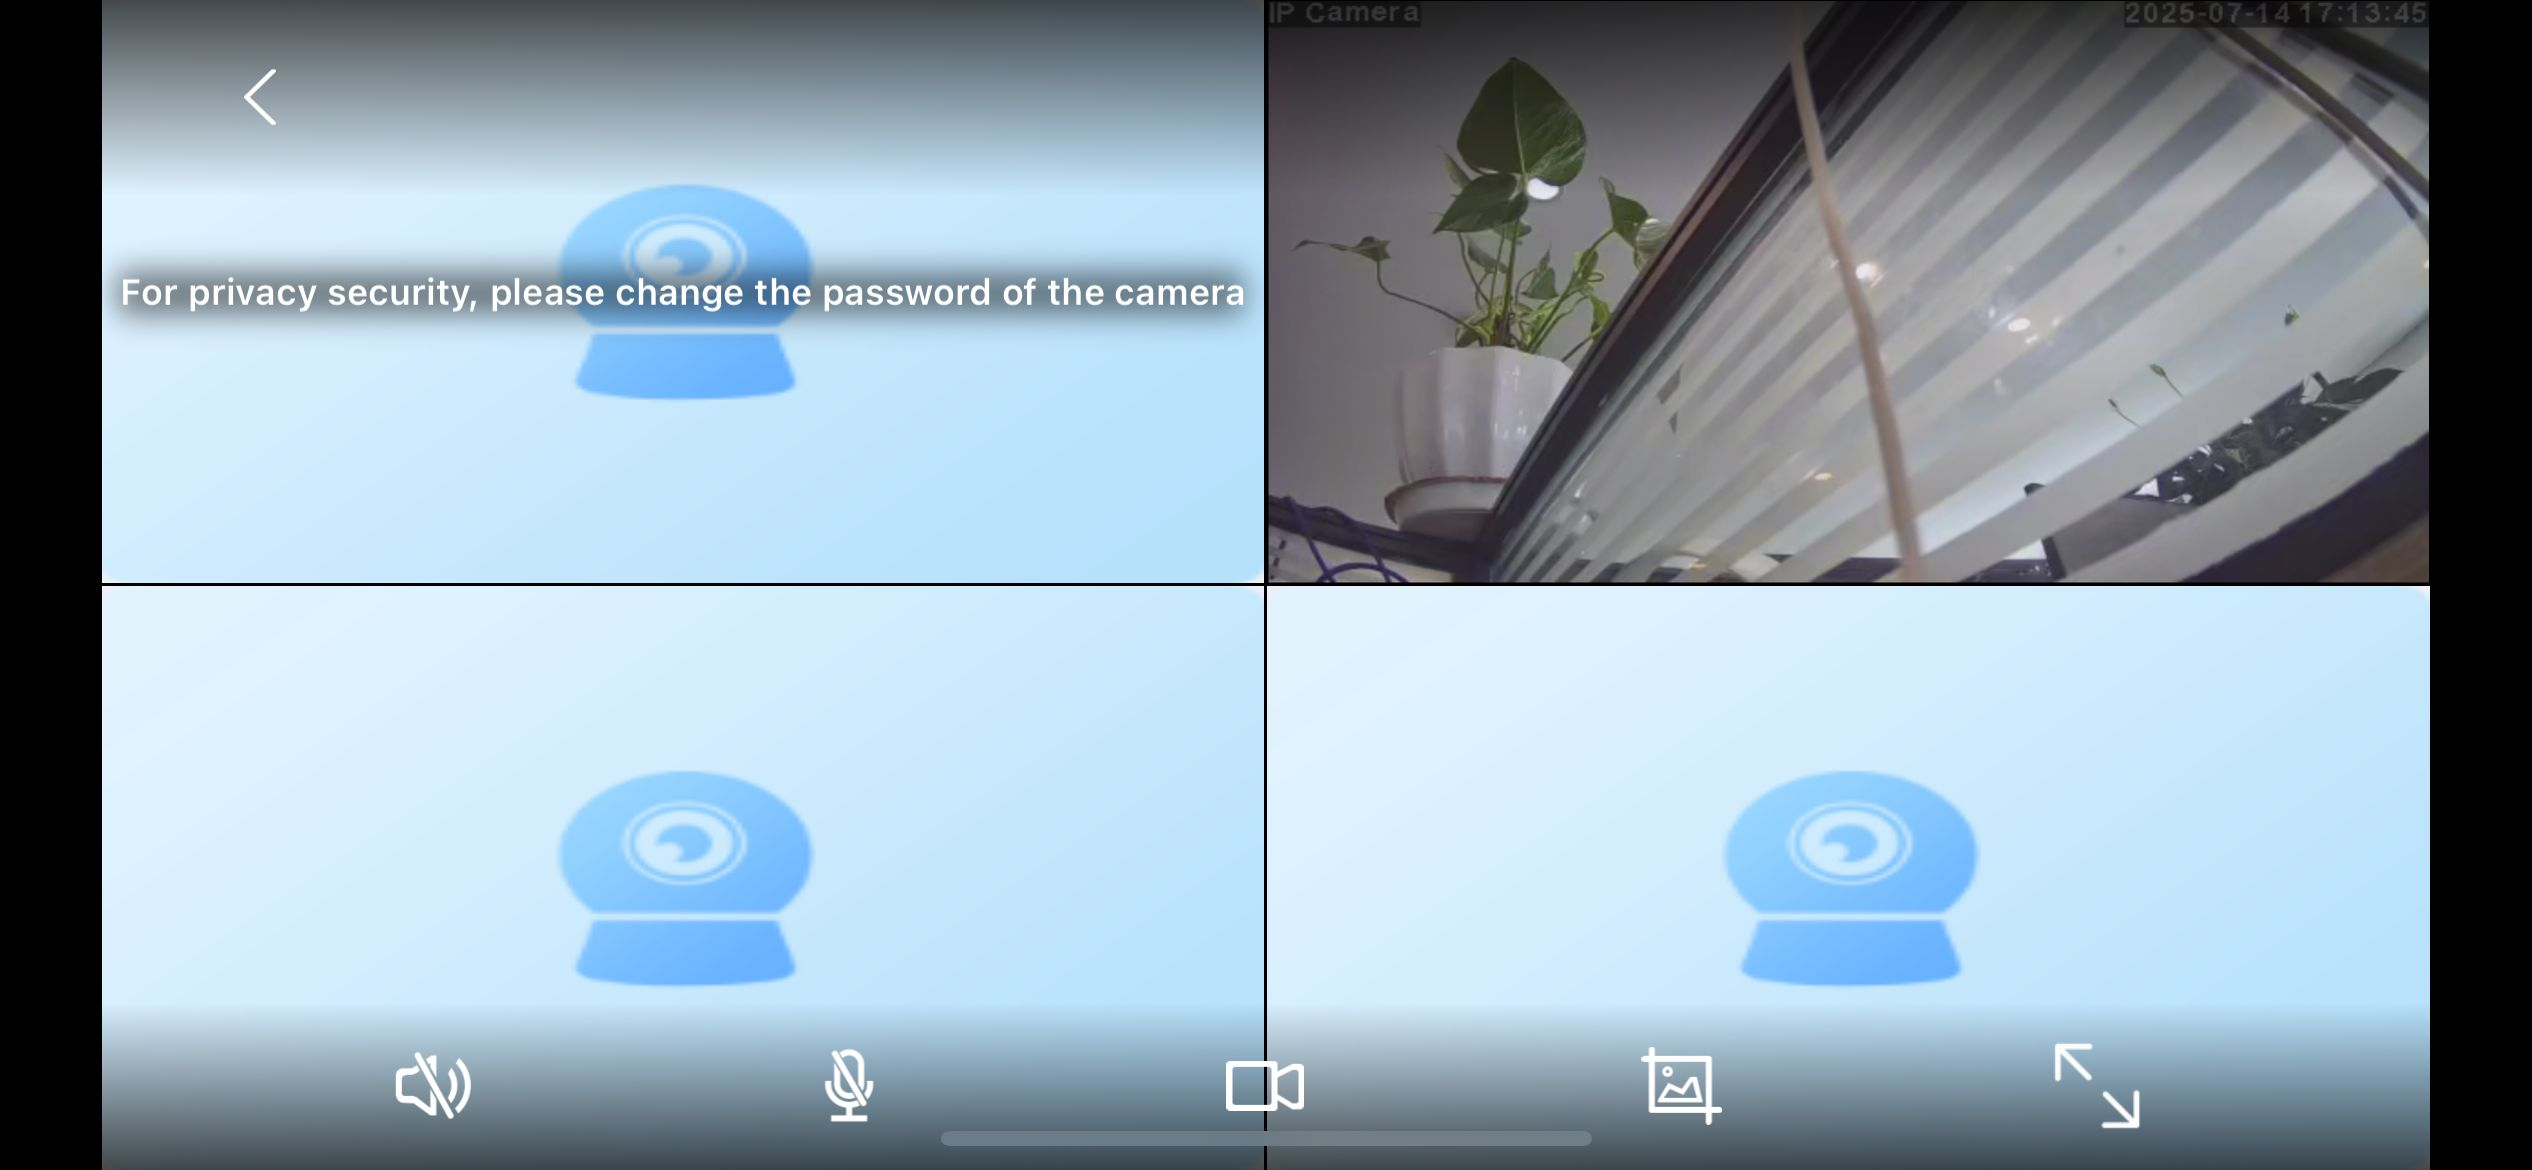 IP Camera
2025-07-14 17:13:45
For privacy security, please change the password of the camera